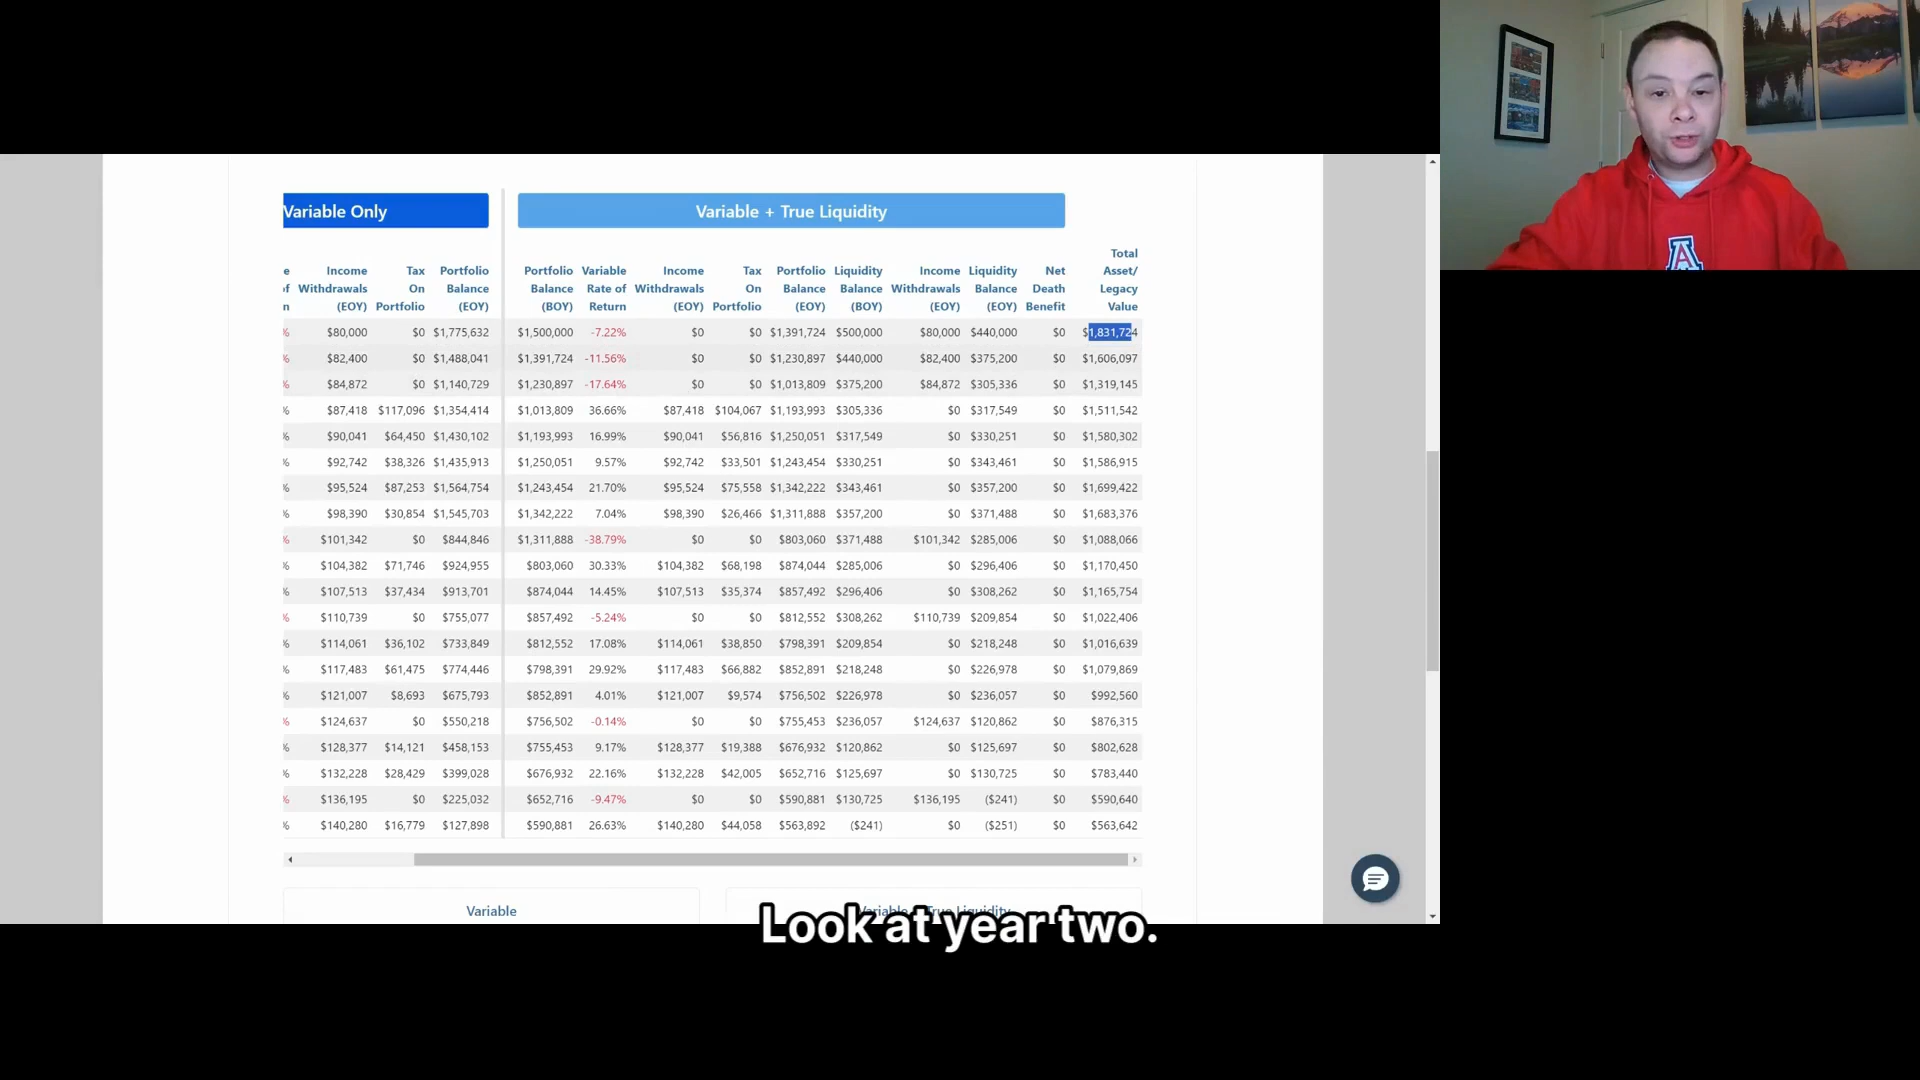 Variable Only Variable + True Liquidity
Total
e Income Tax Portfolio Portfolio Variable Income Tax Portfolio Liquidity Income Liquidity Net Asset/
of Withdrawals On Balance Balance Rate of Withdrawals On Balance Balance Withdrawals Balance Death Legacy
n (EOY) Portfolio (EOY) (BOY) Return (EOY) Portfolio (EOY) (BOY) (EOY) (EOY) Benefit Value
% $80,000 $0 $1,775,632 $1,500,000 -7.22% $0 $0 $1,391,724 $500,000 $80,000 $440,000 $0 $1,831,724
% $82,400 $0 $1,488,041 $1,391,724 -11.56% $0 $0 $1,230,897 $440,000 $82,400 $375,200 $0 $1,606,097
% $84,872 $0 $1,140,729 $1,230,897 -17.64% $0 $0 $1,013,809 $375,200 $84,872 $305,336 $0 $1,319,145
% $87,418 $117,096 $1,354,414 $1,013,809 36.66% $87,418 $104,067 $1,193,993 $305,336 $0 $317,549 $0 $1,511,542
% $90,041 $64,450 $1,430,102 $1,193,993 16.99% $90,041 $56,816 $1,250,051 $317,549 $0 $330,251 $0 $1,580,302
% $92,742 $38,326 $1,435,913 $1,250,051 9.57% $92,742 $33,501 $1,243,454 $330,251 $0 $343,461 $0 $1,586,915
% $95,524 $87,253 $1,564,754 $1,243,454 21.70% $95,524 $75,558 $1,342,222 $343,461 $0 $357,200 $0 $1,699,422
% $98,390 $30,854 $1,545,703 $1,342,222 7.04% $98,390 $26,466 $1,311,888 $357,200 $0 $371,488 $0 $1,683,376
% $101,342 $0 $844,846 $1,311,888 -38.79% $0 $0 $803,060 $371,488 $101,342 $285,006 $0 $1,088,066
% $104,382 $71,746 $924,955 $803,060 30.33% $104,382 $68,198 $874,044 $285,006 $0 $296,406 $0 $1,170,450
% $107,513 $37,434 $913,701 $874,044 14.45% $107,513 $35,374 $857,492 $296,406 $0 $308,262 $0 $1,165,754
% $110,739 $0 $755,077 $857,492 -5.24% $0 $0 $812,552 $308,262 $110,739 $209,854 $0 $1,022,406
% $114,061 $36,102 $733,849 $812,552 17.08% $114,061 $38,850 $798,391 $209,854 $0 $218,248 $0 $1,016,639
% $117,483 $61,475 $774,446 $798,391 29.92% $117,483 $66,882 $852,891 $218,248 $0 $226,978 $0 $1,079,869
% $121,007 $8,693 $675,793 $852,891 4.01% $121,007 $9,574 $756,502 $226,978 $0 $236,057 $0 $992,560
% $124,637 $0 $550,218 $756,502 -0.14% $0 $0 $755,453 $236,057 $124,637 $120,862 $0 $876,315
% $128,377 $14,121 $458,153 $755,453 9.17% $128,377 $19,388 $676,932 $120,862 $0 $125,697 $0 $802,628
% $132,228 $28,429 $399,028 $676,932 22.16% $132,228 $42,005 $652,716 $125,697 $0 $130,725 $0 $783,440
% $136,195 $0 $225,032 $652,716 -9.47% $0 $0 $590,881 $130,725 $136,195 ($241) $0 $590,640
% $140,280 $16,779 $127,898 $590,881 26.63% $140,280 $44,058 $563,892 ($241) $0 ($251) $0 $563,642
Variable Variable + True Liquidity
Look at year two.
A